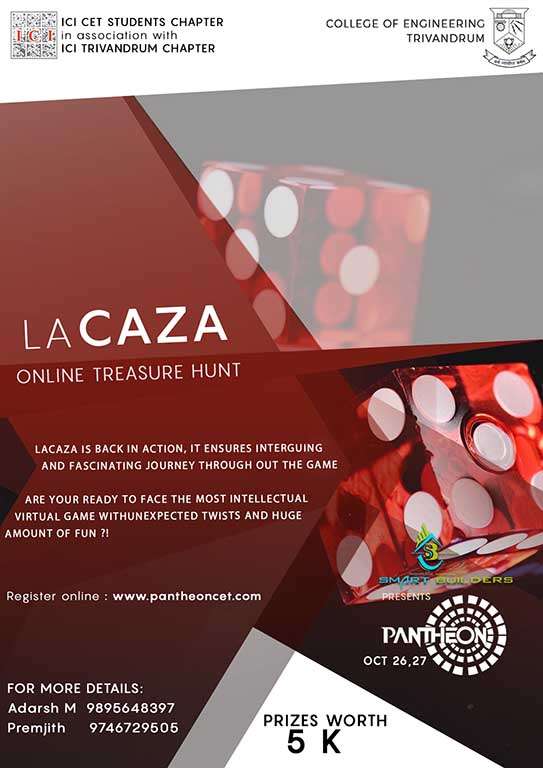 ICI CET STUDENTS CHAPTER
in association with
ICI TRIVANDRUM CHAPTER
I C I
COLLEGE OF ENGINEERING
TRIVANDRUM
LACAZA
ONLINE TREASURE HUNT
LACAZA IS BACK IN ACTION, IT ENSURES INTERGUING
AND FASCINATING JOURNEY THROUGH OUT THE GAME
ARE YOUR READY TO FACE THE MOST INTELLECTUAL
VIRTUAL GAME WITHUNEXPECTED TWISTS AND HUGE
AMOUNT OF FUN ?!
SMART BUILDERS
PRESENTS
Register online : www.pantheoncet.com
PANTHEON
OCT 26,27
FOR MORE DETAILS:
Adarsh M 9895648397
Premjith 9746729505
PRIZES WORTH
5 K